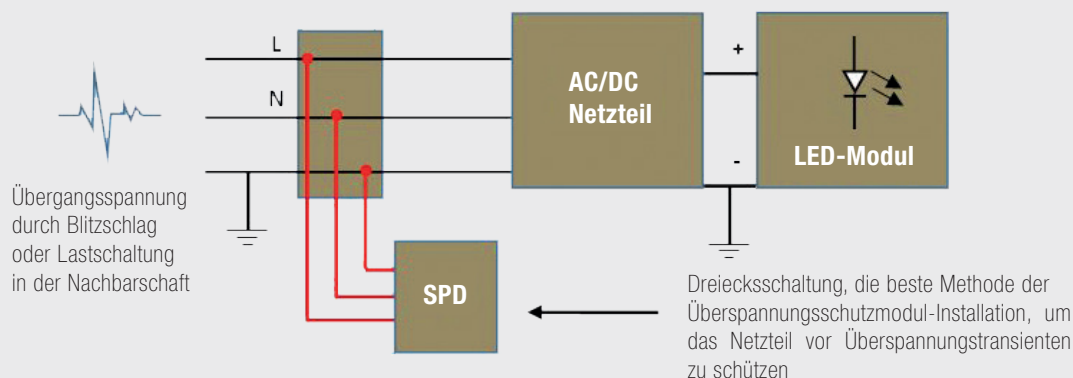 L
N
AC/DC
Netzteil
+
-
LED-Modul
Übergangsspannung
durch Blitzschlag
oder Lastschaltung
in der Nachbarschaft
SPD
Dreiecksschaltung, die beste Methode der
Überspannungsschutzmodul-Installation, um
das Netzteil vor Überspannungstransienten
zu schützen